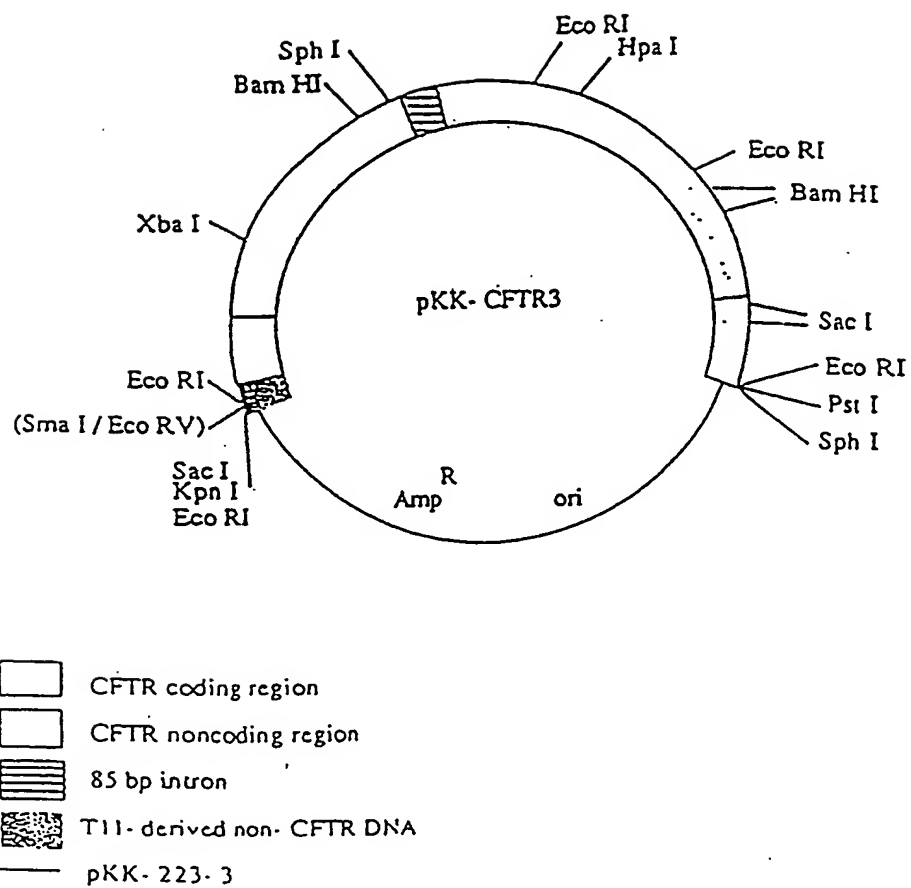 Eco RI
Hpa I
Sph I
Bam HI
Eco RI
Bam HI
Xba I
pKK-CFTR3
Sac I
Eco RI
Eco RI
Pst I
(Sma I / Eco RV)
Sph I
Sac I
Kpn I
Eco RI
Amp R
ori
CFTR coding region
CFTR noncoding region
85 bp intron
T11-derived non-CFTR DNA
pKK-223-3